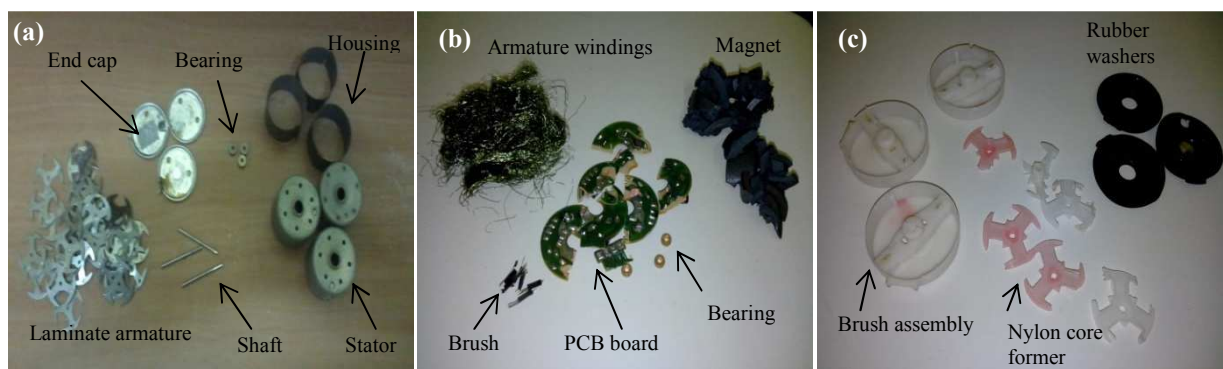 (a)
End cap
Bearing
Housing
Laminate armature
Shaft
Stator
(b)
Armature windings
Magnet
Brush
PCB board
Bearing
(c)
Rubber
washers
Brush assembly
Nylon core
former